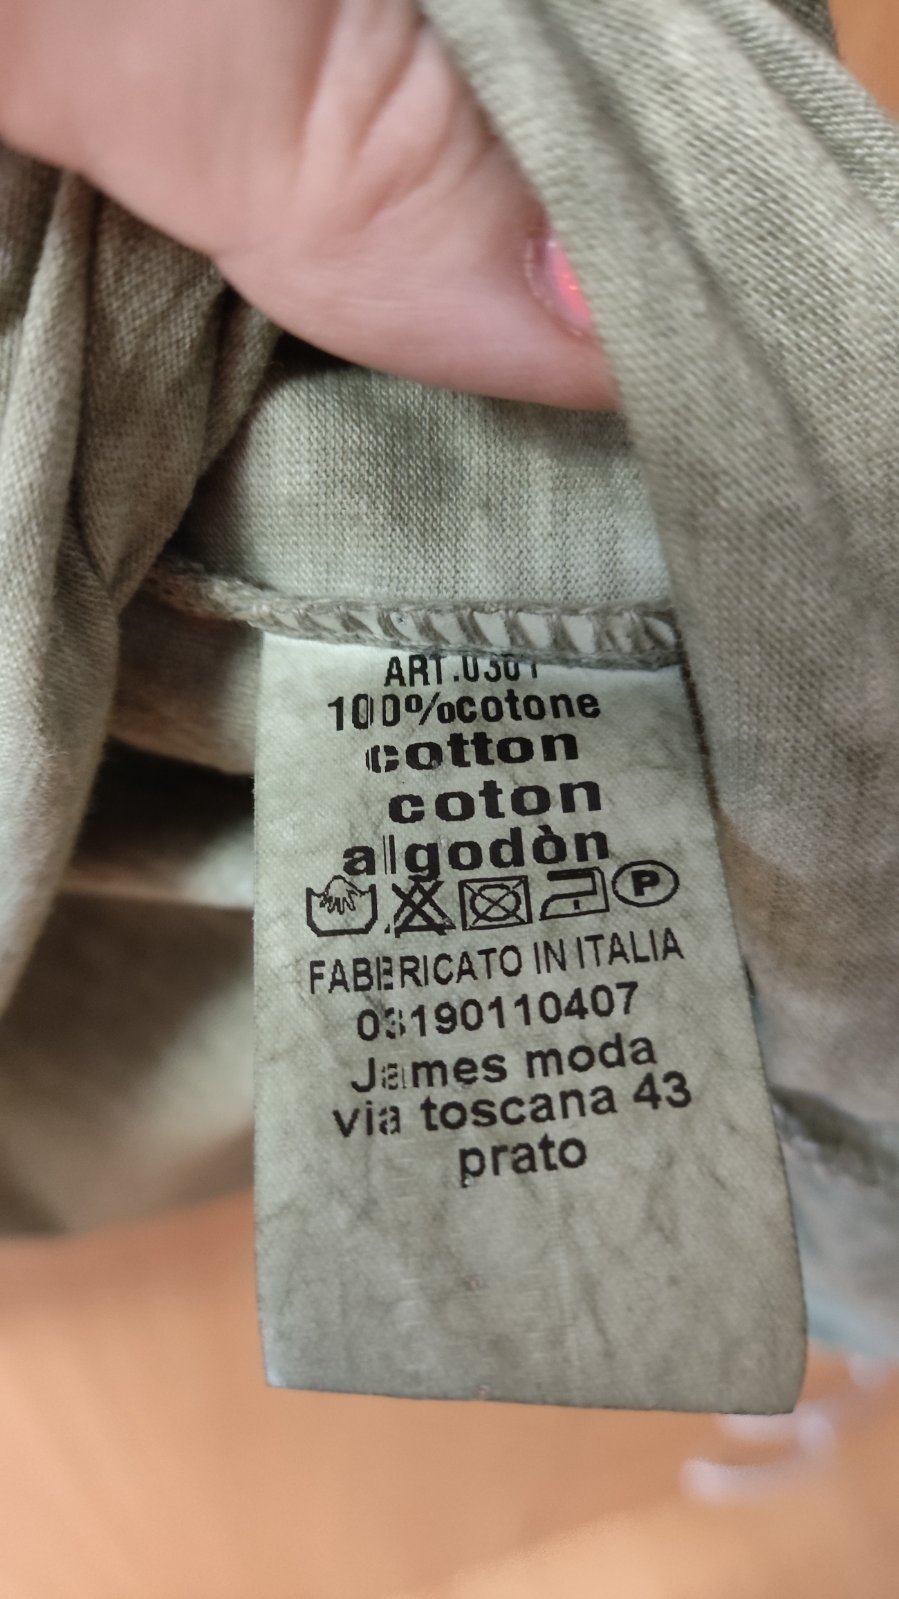 ART.0301
100%cotone
cotton
coton
algodòn
P
FABBRICATO IN ITALIA
03190110407
James moda
via toscana 43
prato